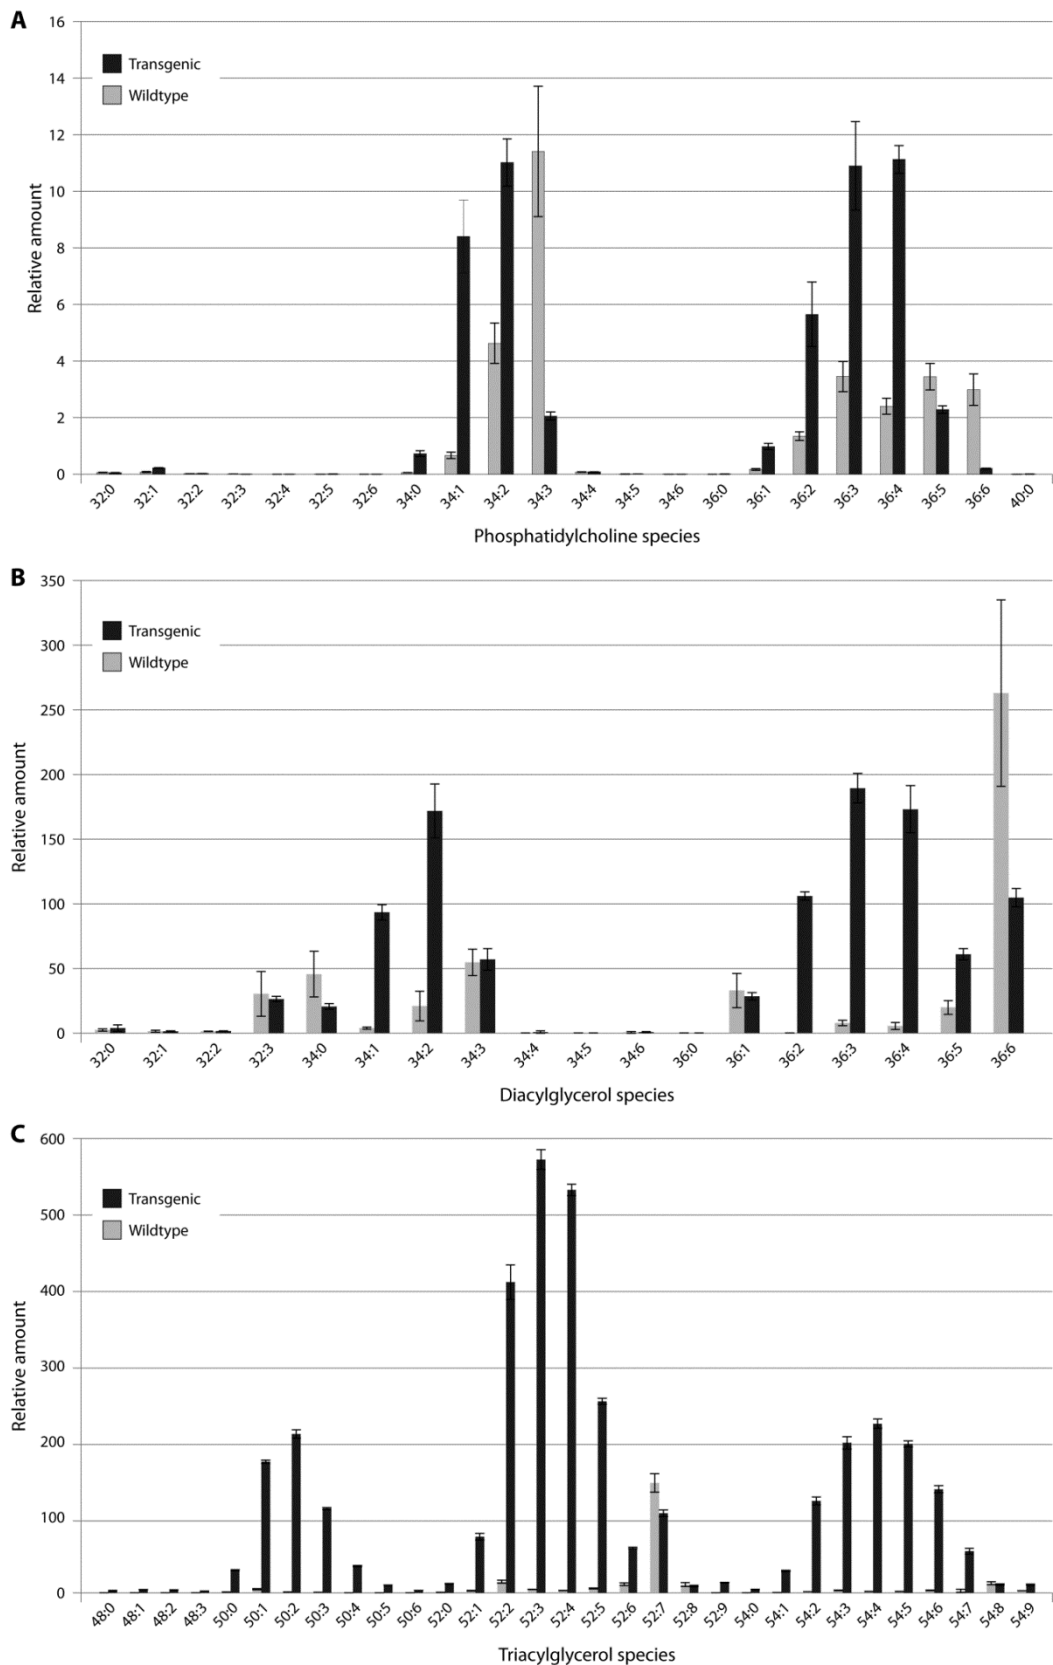 A
16
14
12
10
8
6
4
2
0
Relative amount
Transgenic
Wildtype
32:0 32:1 32:2 32:3 32:4 32:5 32:6 34:0 34:1 34:2 34:3 34:4 34:5 34:6 36:0 36:1 36:2 36:3 36:4 36:5 36:6 40:0
Phosphatidylcholine species
B
350
300
250
200
150
100
50
0
Relative amount
Transgenic
Wildtype
32:0 32:1 32:2 32:3 34:0 34:1 34:2 34:3 34:4 34:5 34:6 36:0 36:1 36:2 36:3 36:4 36:5 36:6
Diacylglycerol species
C
600
500
400
300
200
100
0
Relative amount
Transgenic
Wildtype
48:0 48:1 48:2 48:3 50:0 50:1 50:2 50:3 50:4 50:5 50:6 52:0 52:1 52:2 52:3 52:4 52:5 52:6 52:7 52:8 52:9 54:0 54:1 54:2 54:3 54:4 54:5 54:6 54:7 54:8 54:9
Triacylglycerol species